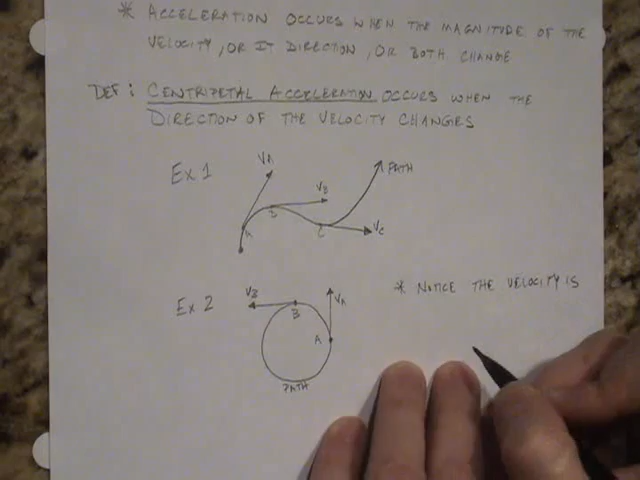 * ACCELERATION OCCURS WHEN THE MAGNITUDE OF THE
VELOCITY, OR IT DIRECTION, OR BOTH CHANGE
DEF: CENTRIPETAL ACCELERATION OCCURS WHEN THE
DIRECTION OF THE VELOCITY CHANGES
Ex 1
VA
A
B
VB
C
VC
PATH
Ex 2
VB
B
VA
A
PATH
* NOTICE THE VELOCITY IS